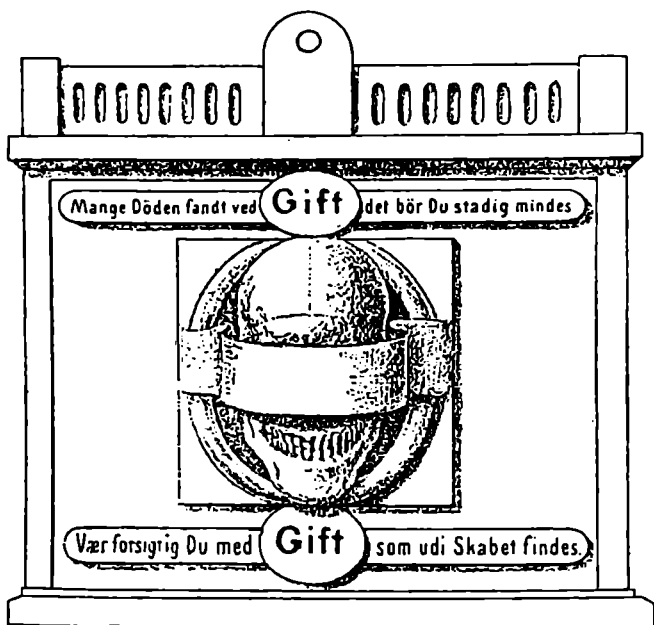 Mange Döden fandt ved Gift det bör Du stadig mindes
Vær forsigtig Du med Gift som udi Skabet findes.